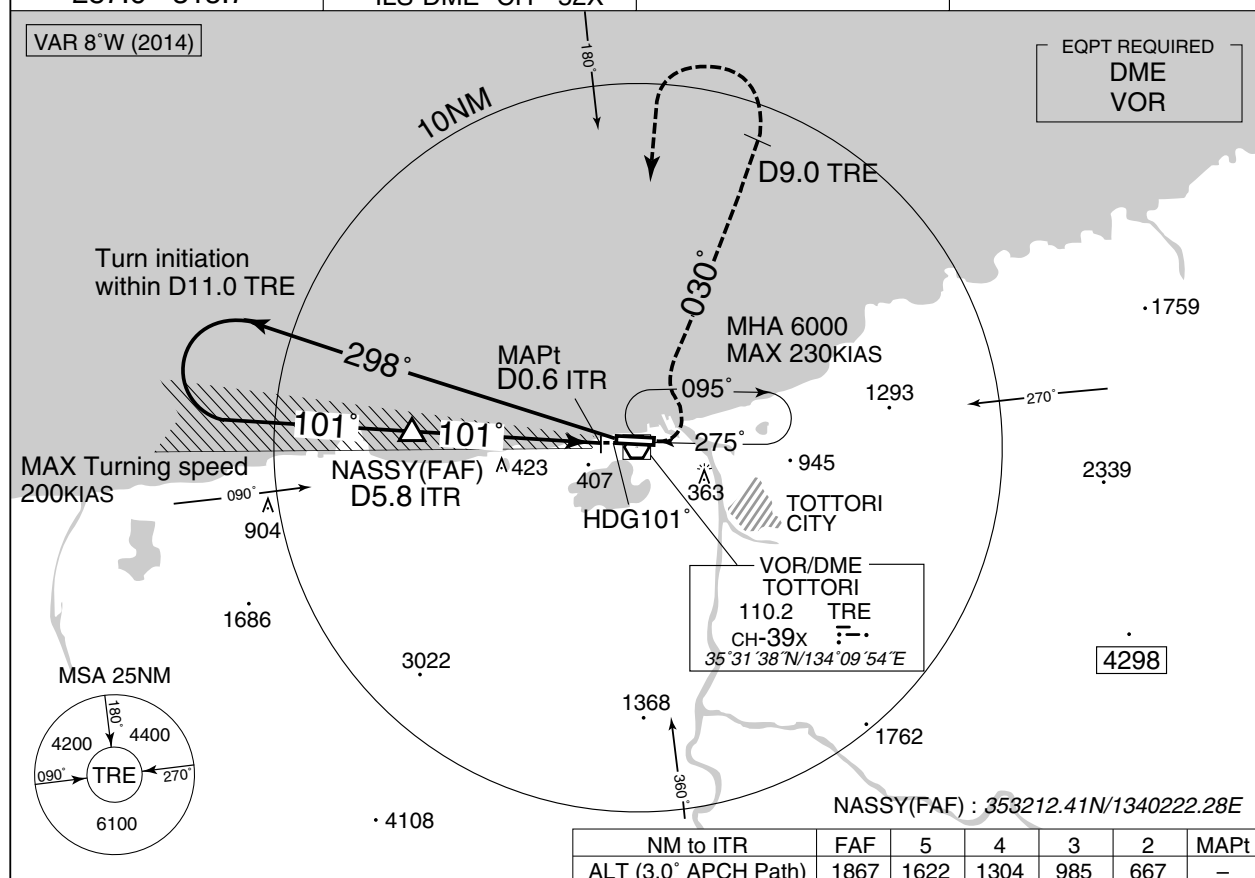 ILS-DME CH - 52X
VAR 8°W (2014)
EQPT REQUIRED
DME
VOR
180°
10NM
D9.0 TRE
Turn initiation
within D11.0 TRE
030°
1759
298°
MAPt
D0.6 ITR
MHA 6000
MAX 230KIAS
095°
1293
270°
101°
101°
275°
MAX Turning speed
200KIAS
NASSY(FAF)
D5.8 ITR
423
407
363
945
2339
090°
904
HDG101°
TOTTORI
CITY
VOR/DME
TOTTORI
110.2 TRE
CH-39X
35°31´38˝N/134°09´54˝E
1686
3022
4298
MSA 25NM
180°
4200 4400
090° TRE 270°
6100
1368
1762
360°
4108
NASSY(FAF) : 353212.41N/1340222.28E
NM to ITR FAF 5 4 3 2 MAPt
ALT (3.0° APCH Path) 1867 1622 1304 985 667 –